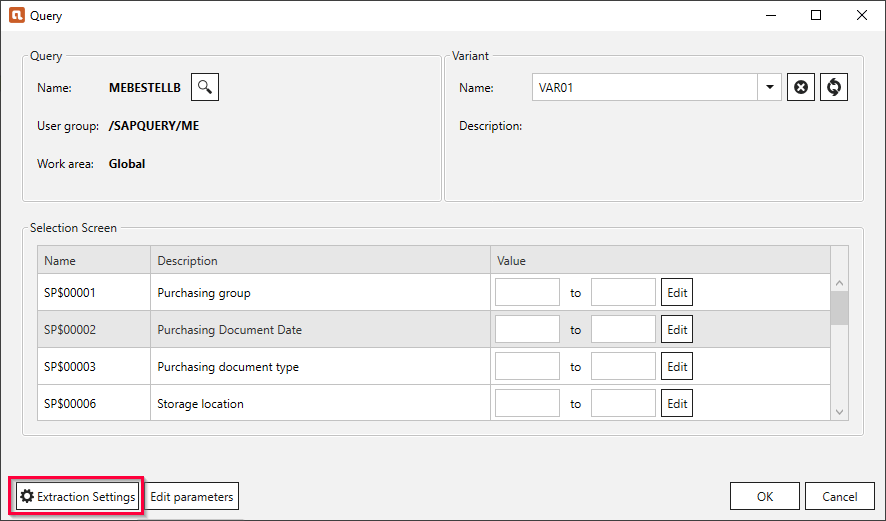 Query
Query
Name: MEBESTELLB
User group: /SAPQUERY/ME
Work area: Global
Variant
Name: VAR01
Description:
Selection Screen
Name Description Value
SP$00001 Purchasing group to Edit
SP$00002 Purchasing Document Date to Edit
SP$00003 Purchasing document type to Edit
SP$00006 Storage location to Edit
Extraction Settings Edit parameters OK Cancel